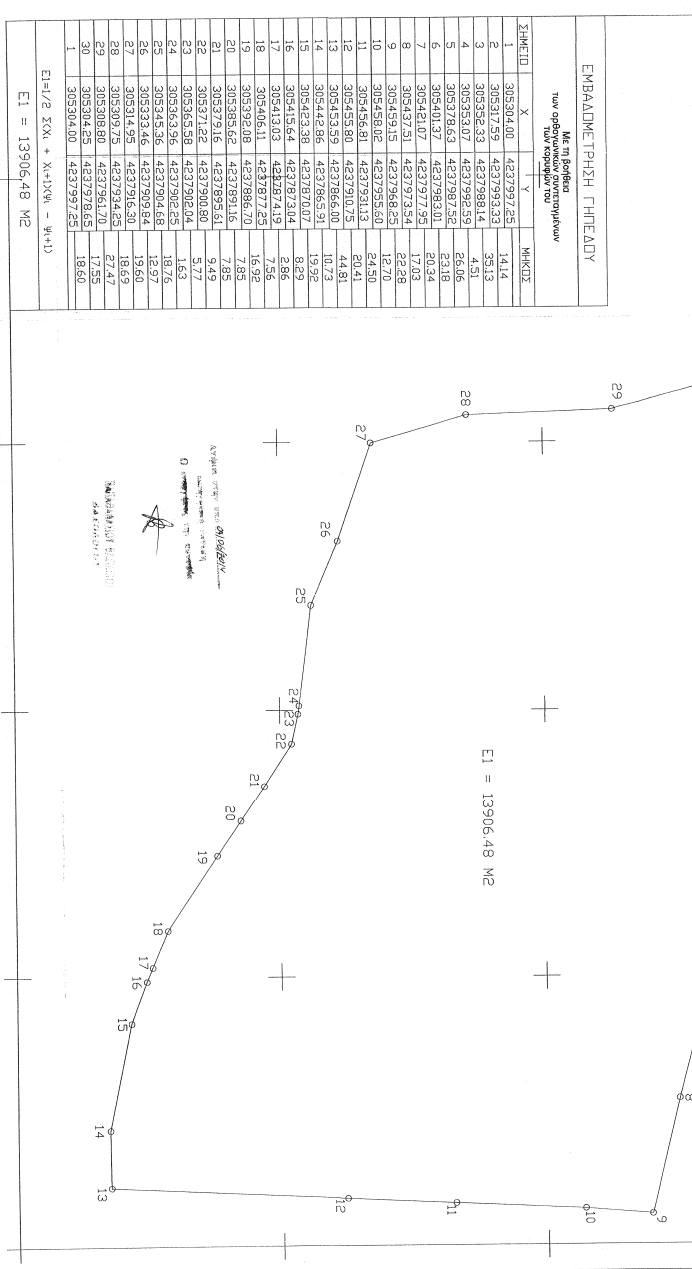 ΕΜΒΑΔΟΜΕΤΡΗΣΗ ΓΗΠΕΔΟΥ
Με τη βοήθεια
των ορθογωνικών συντεταγμένων
των κορυφών του
ΣΗΜΕΙΟ X Y ΜΗΚΟΣ
1 305304.00 4237997.25 14.14
2 305317.59 4237993.33 35.13
3 305352.33 4237988.14 4.51
4 305353.07 4237992.59 26.06
5 305378.63 4237987.52 23.18
6 305401.37 4237983.01 20.34
7 305421.07 4237977.95 17.03
8 305437.51 4237973.54 22.28
9 305459.15 4237968.25 12.70
10 305458.02 4237955.60 24.50
11 305456.81 4237931.13 20.41
12 305455.80 4237910.75 44.81
13 305453.59 4237866.00 10.73
14 305442.86 4237865.91 19.92
15 305423.38 4237870.07 8.29
16 305415.64 4237873.04 2.86
17 305413.03 4237874.19 7.56
18 305406.11 4237877.25 16.92
19 305392.08 4237886.70 7.85
20 305385.62 4237891.16 7.85
21 305379.16 4237895.61 9.49
22 305371.22 4237900.80 5.77
23 305365.58 4237902.04 1.63
24 305363.96 4237902.25 18.76
25 305345.36 4237904.68 12.97
26 305333.46 4237909.84 19.60
27 305314.95 4237916.30 18.69
28 305309.75 4237934.25 27.47
29 305308.80 4237961.70 17.55
30 305304.25 4237978.65 18.60
1 305304.00 4237997.25
E1=1/2 Σ(Xi + Xi+1)(Ψi - Ψi+1)
E1 = 13906.48 M2
29
28
27
26
25
24
23
22
21
20
19
18
17
16
15
14
13
12
11
10
9
8
E1 = 13906.48 M2